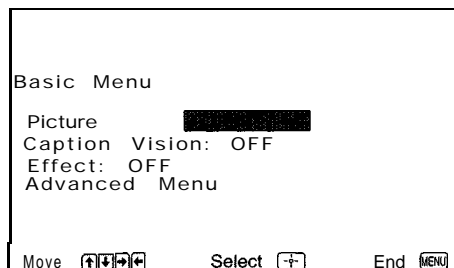 Basic Menu
Picture
Caption Vision: OFF
Effect: OFF
Advanced Menu
Move ↑↓→← Select End MENU